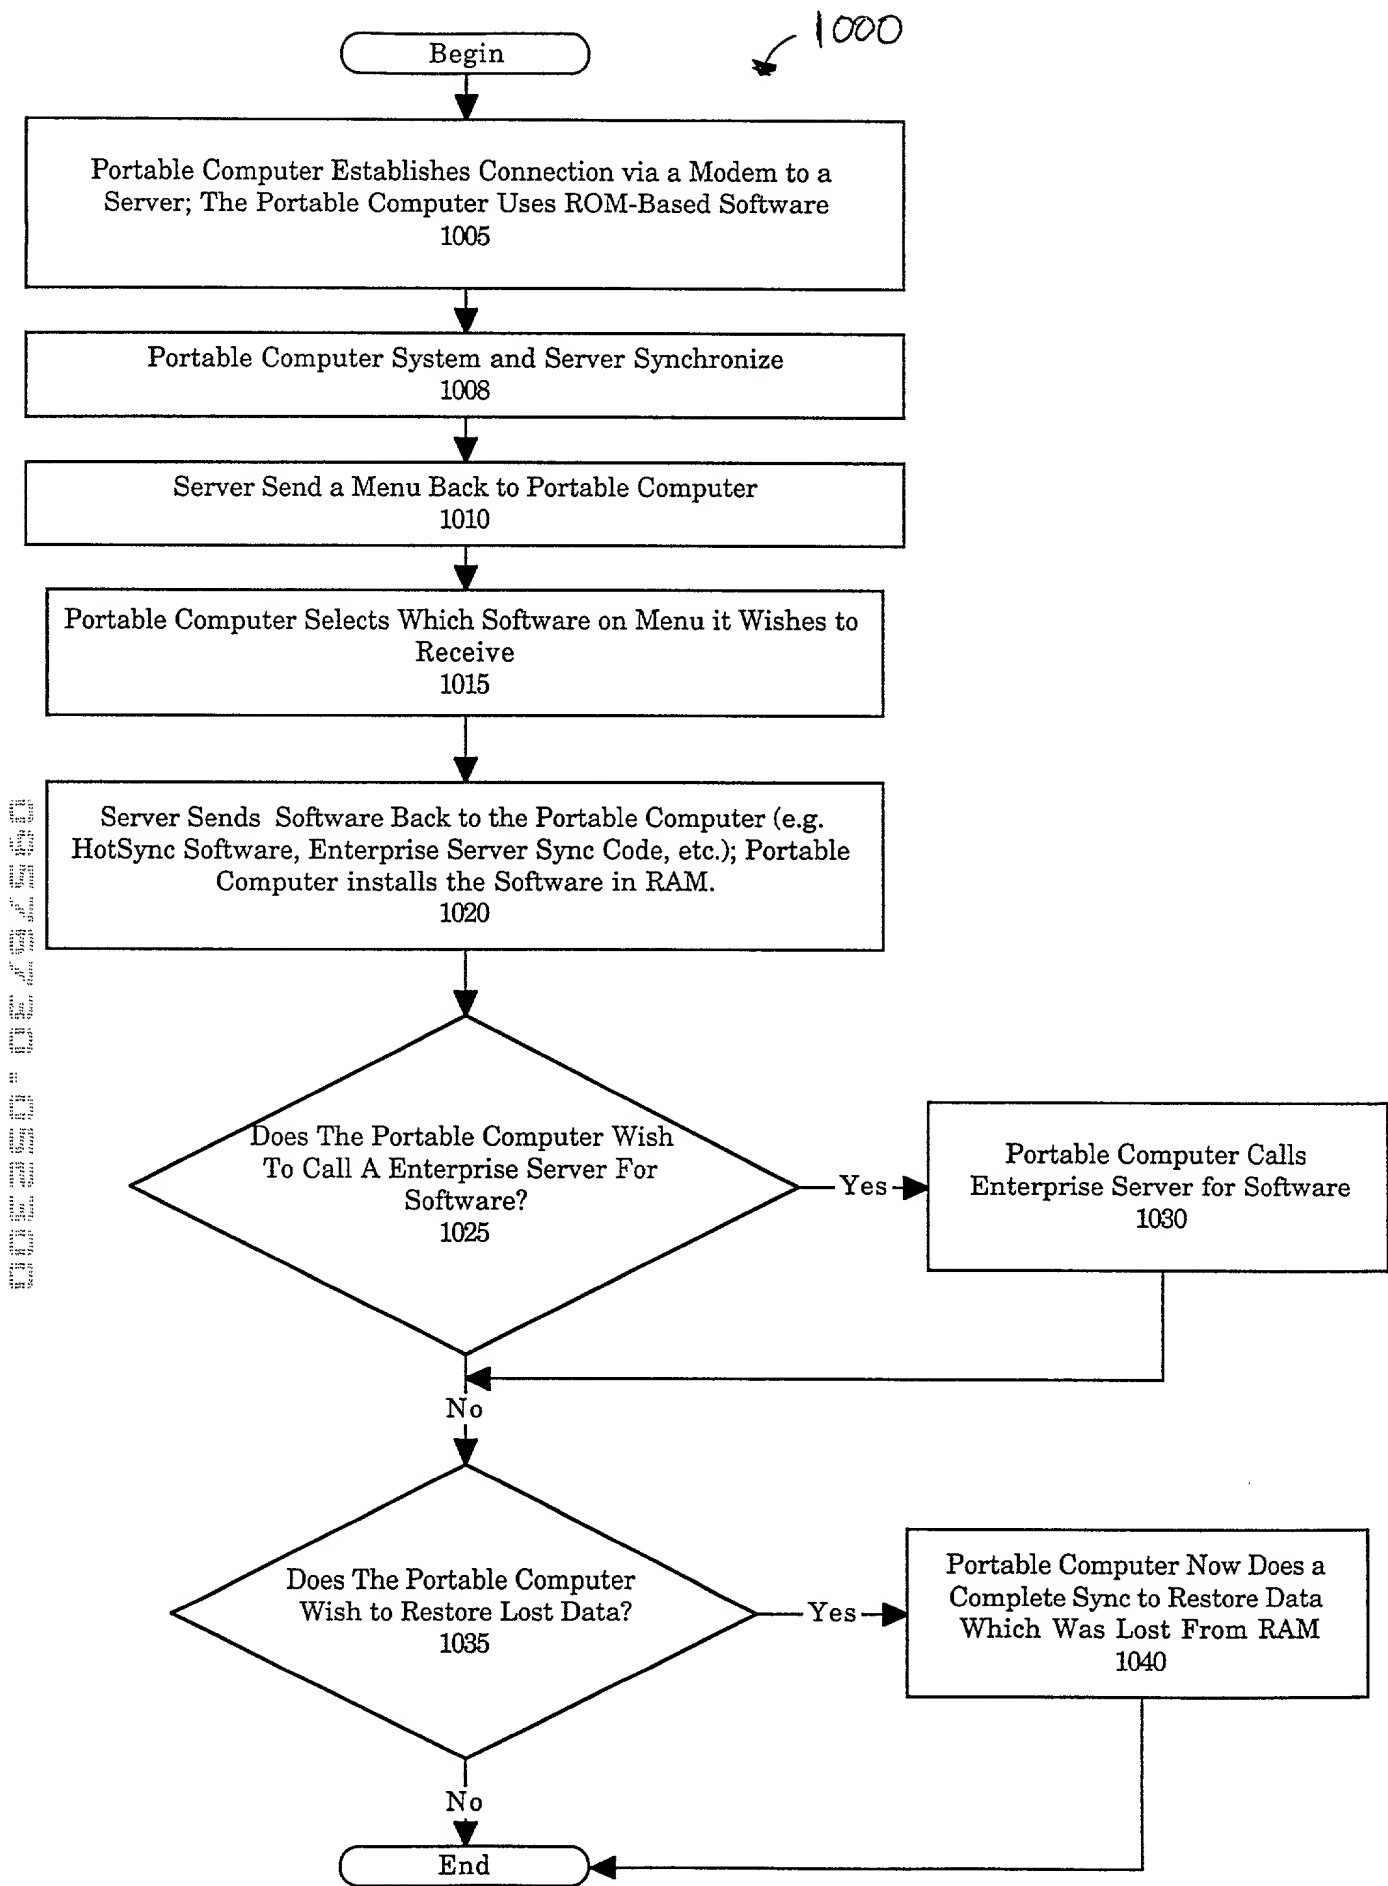 1000
Begin
Portable Computer Establishes Connection via a Modem to a
Server; The Portable Computer Uses ROM-Based Software
1005
Portable Computer System and Server Synchronize
1008
Server Send a Menu Back to Portable Computer
1010
Portable Computer Selects Which Software on Menu it Wishes to
Receive
1015
Server Sends Software Back to the Portable Computer (e.g.
HotSync Software, Enterprise Server Sync Code, etc.); Portable
Computer installs the Software in RAM.
1020
Does The Portable Computer Wish
To Call A Enterprise Server For
Software?
1025
Yes
Portable Computer Calls
Enterprise Server for Software
1030
No
Does The Portable Computer
Wish to Restore Lost Data?
1035
Yes
Portable Computer Now Does a
Complete Sync to Restore Data
Which Was Lost From RAM
1040
No
End